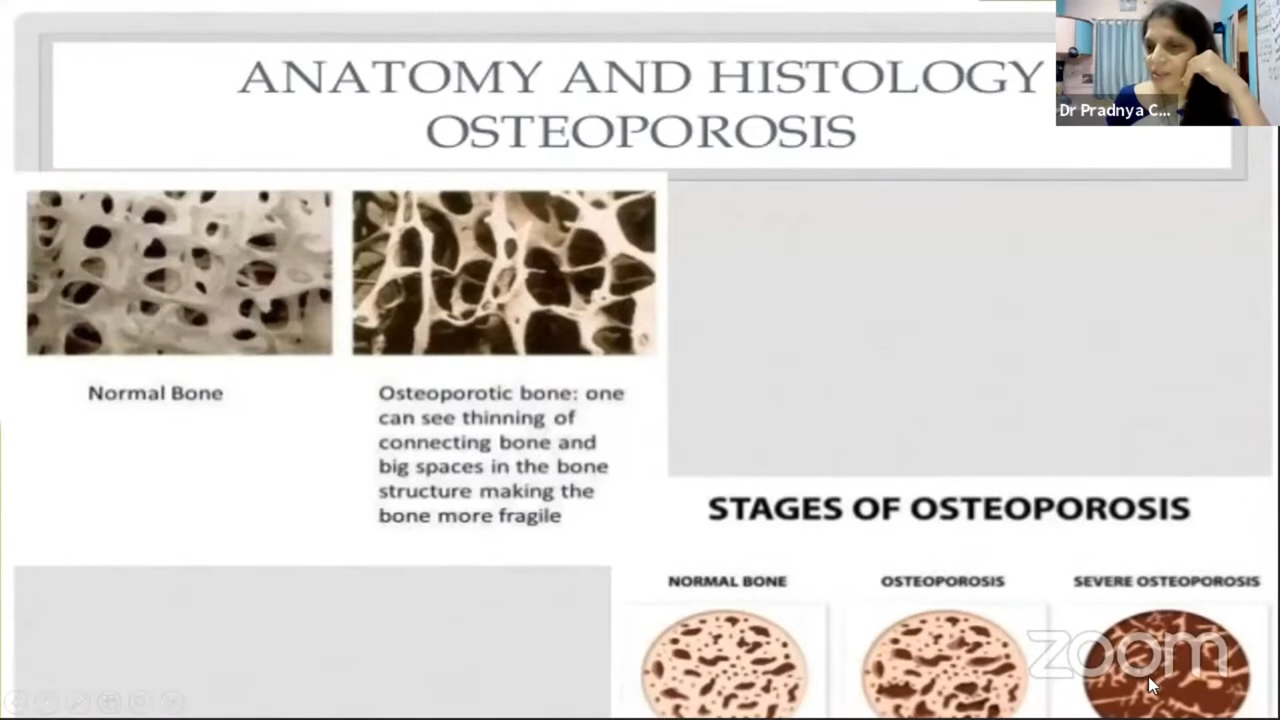 ANATOMY AND HISTOLOGY
OSTEOPOROSIS
Dr Pradnya C...
Normal Bone
Osteoporotic bone: one
can see thinning of
connecting bone and
big spaces in the bone
structure making the
bone more fragile
STAGES OF OSTEOPOROSIS
NORMAL BONE
OSTEOPOROSIS
SEVERE OSTEOPOROSIS
zoom